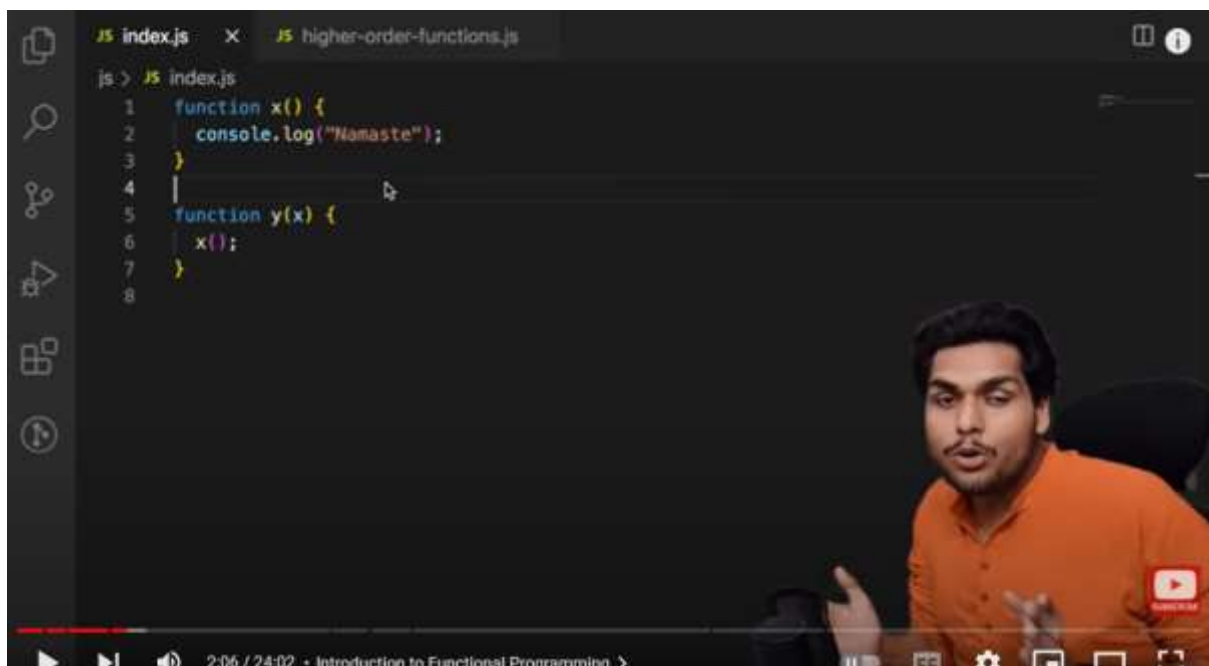 JS index.js × JS higher-order-functions.js
js > JS index.js
1 function x() {
2 console.log("Namaste");
3 }
4
5 function y(x) {
6 x();
7 }
8
SUBSCRIBE
2:06 / 24:02 • Introduction to Functional Programming >